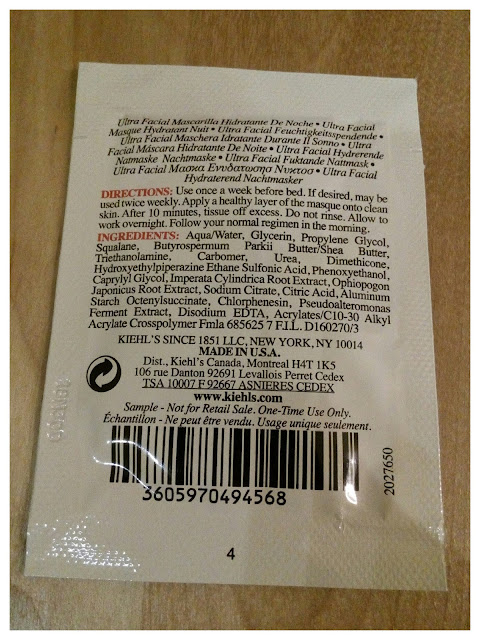 Ultra Facial Mascarilla Hidratante De Noche • Ultra Facial
Masque Hydratant Nuit • Ultra Facial Feuchtigkeitsspendende •
Ultra Facial Maschera Idratante Durante Il Sonno • Ultra
Facial Máscara Hidratante De Noite • Ultra Facial Hydrerende
Natmaske Nachtmaske • Ultra Facial Fuktande Nattmask •
Ultra Facial Μασκα Ενυδατωση Νυκτοσ • Ultra Facial
Hydraterend Nachtmasker
DIRECTIONS: Use once a week before bed. If desired, may be
used twice weekly. Apply a healthy layer of the masque onto clean
skin. After 10 minutes, tissue off excess. Do not rinse. Allow to
work overnight. Follow your normal regimen in the morning.
INGREDIENTS: Aqua/Water, Glycerin, Propylene Glycol,
Squalane, Butyrospermum Parkii Butter/Shea Butter,
Triethanolamine, Carbomer, Urea, Dimethicone,
Hydroxyethylpiperazine Ethane Sulfonic Acid, Phenoxyethanol,
Caprylyl Glycol, Imperata Cylindrica Root Extract, Ophiopogon
Japonicus Root Extract, Sodium Citrate, Citric Acid, Aluminum
Starch Octenylsuccinate, Chlorphenesin, Pseudoalteromonas
Ferment Extract, Disodium EDTA, Acrylates/C10-30 Alkyl
Acrylate Crosspolymer Fmla 685625 7 F.I.L. D160270/3
KIEHL'S SINCE 1851 LLC, NEW YORK, NY 10014
MADE IN U.S.A.
Dist., Kiehl's Canada, Montreal H4T 1K5
106 rue Danton 92691 Levallois Perret Cedex
TSA 10007 F 92667 ASNIERES CEDEX
www.kiehls.com
Sample - Not for Retail Sale. One-Time Use Only.
Échantillon - Ne peut être vendu. Usage unique seulement.
3605970494568
2027650
4